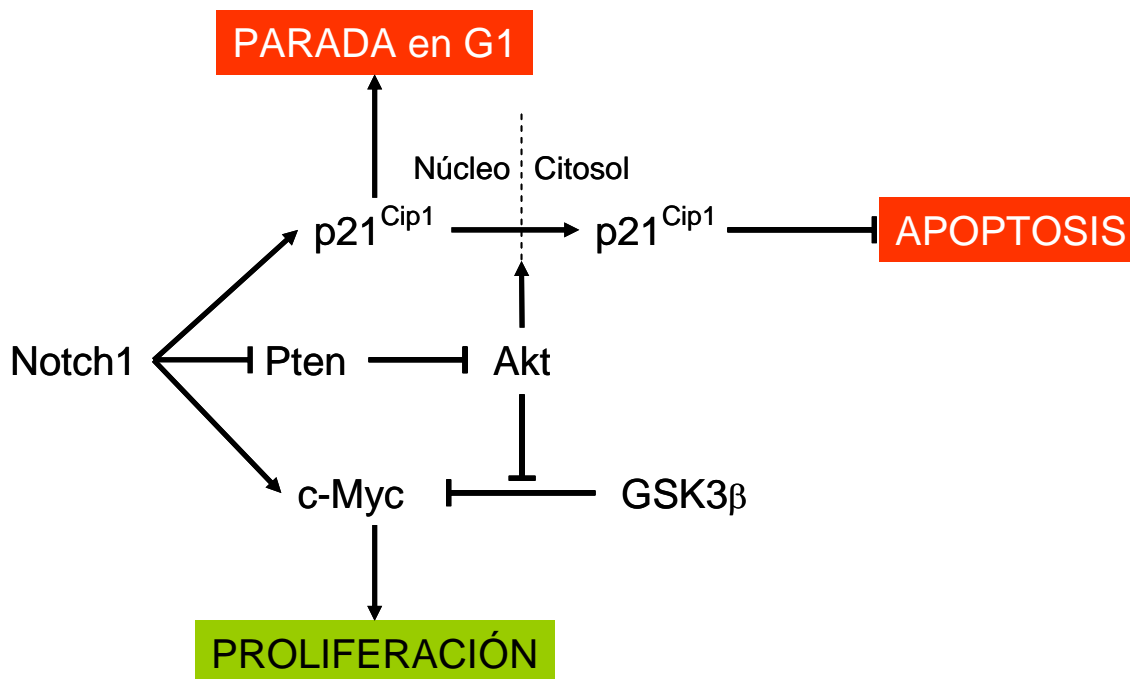 PARADA en G1
Núcleo Citosol
p21Cip1 p21Cip1 APOPTOSIS
Notch1 Pten Akt
c-Myc GSK3β
PROLIFERACIÓN